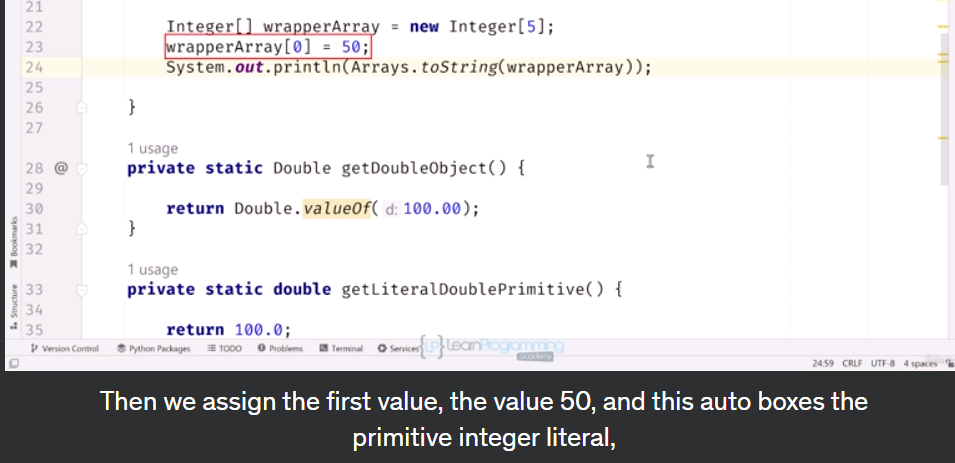 21
22 Integer[] wrapperArray = new Integer[5];
23 wrapperArray[0] = 50;
24 System.out.println(Arrays.toString(wrapperArray));
25
26 }
27
1 usage
28 @ private static Double getDoubleObject() {
29
30 return Double.valueOf( d: 100.00);
31 }
32
1 usage
33 private static double getLiteralDoublePrimitive() {
34
35 return 100.0;
Bookmarks
Structure
Version Control Python Packages TODO Problems Terminal Services
{LP} LearnProgramming
academy
24:59 CRLF UTF-8 4 spaces
Then we assign the first value, the value 50, and this auto boxes the
primitive integer literal,